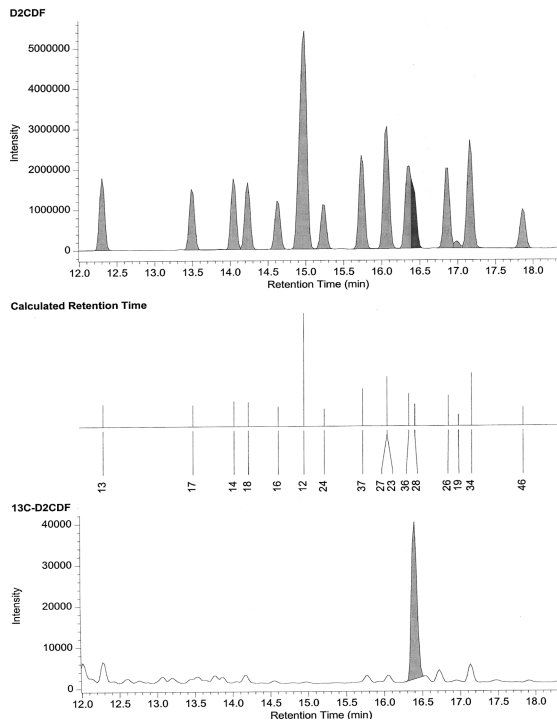 D2CDF
5000000
4000000
3000000
2000000
1000000
0
Intensity
12.0 12.5 13.0 13.5 14.0 14.5 15.0 15.5 16.0 16.5 17.0 17.5 18.0
Retention Time (min)
Calculated Retention Time
13 17 14 18 16 12 24 37 27 23 36 28 26 19 34 46
13C-D2CDF
40000
30000
20000
10000
0
Intensity
12.0 12.5 13.0 13.5 14.0 14.5 15.0 15.5 16.0 16.5 17.0 17.5 18.0
Retention Time (min)